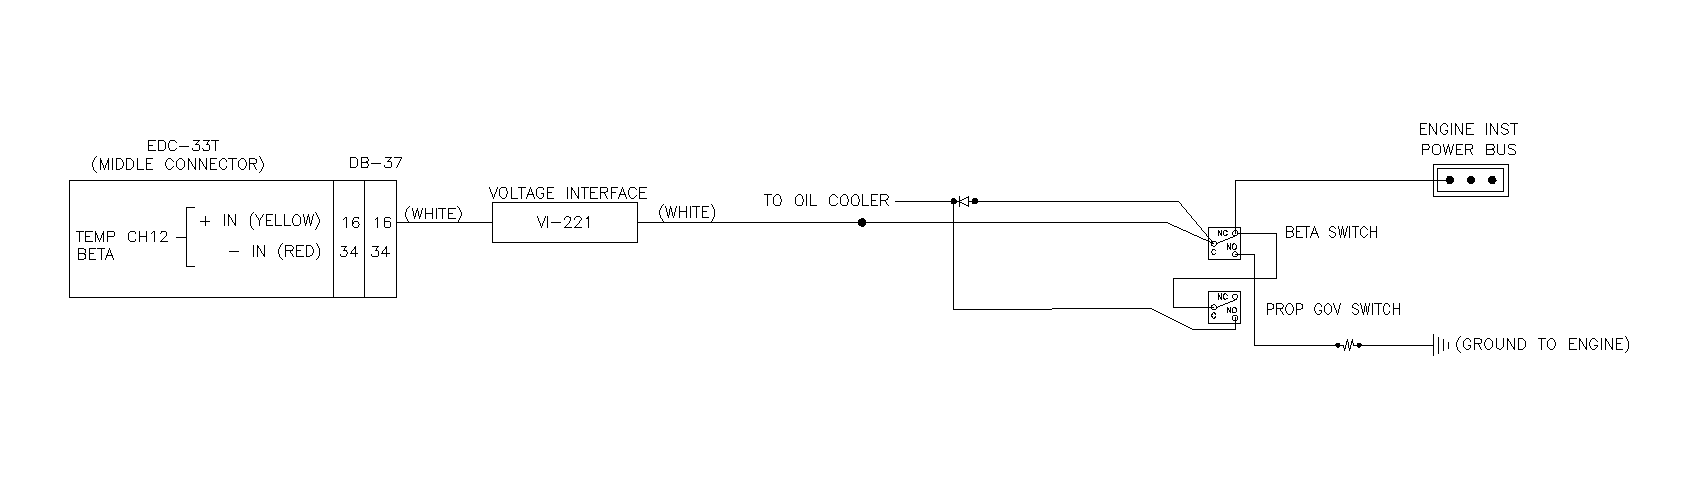 ENGINE INST
POWER BUS
EDC-33T
(MIDDLE CONNECTOR)
DB-37
VOLTAGE INTERFACE
TO OIL COOLER
(WHITE)
(WHITE)
+ IN (YELLOW)
16
16
VI-221
TEMP CH12
BETA
- IN (RED)
34
34
NC
NO
C
BETA SWITCH
NC
NO
C
PROP GOV SWITCH
(GROUND TO ENGINE)